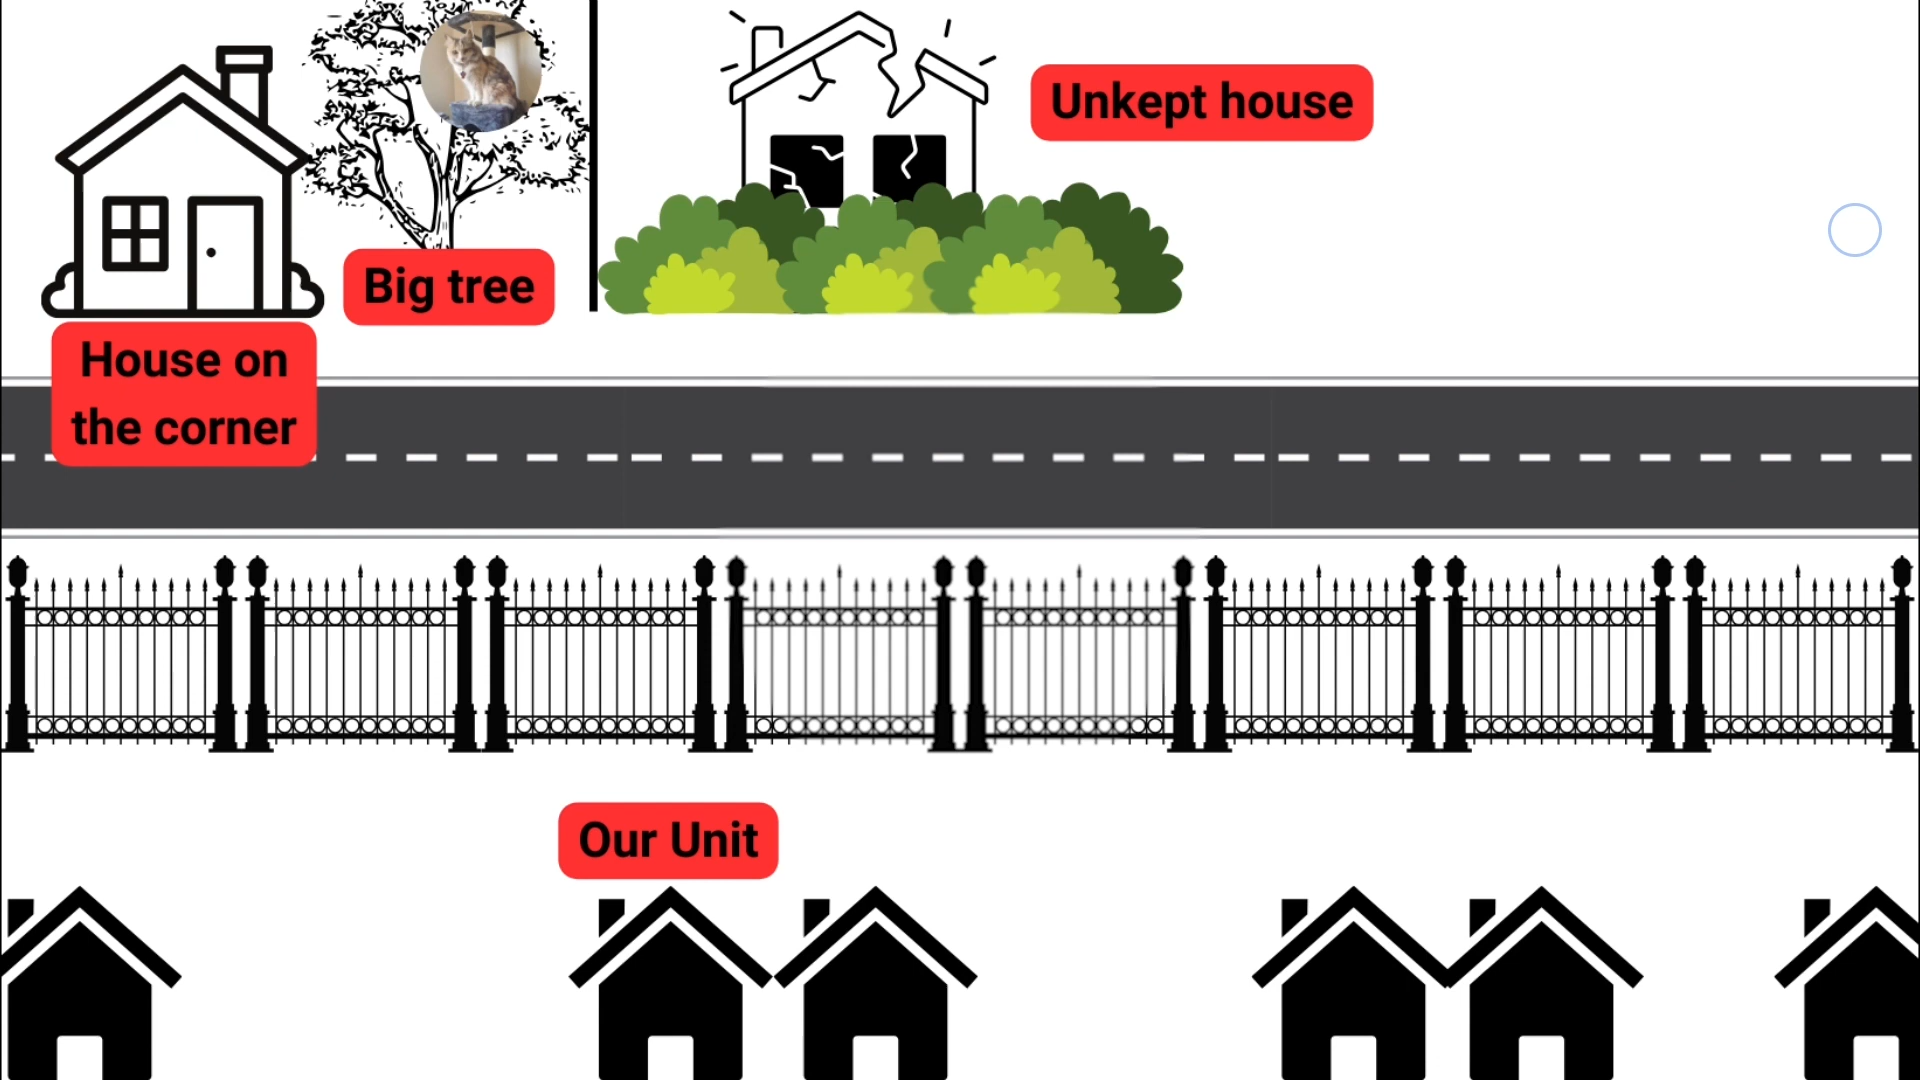 Unkept house
Big tree
House on
the corner
Our Unit